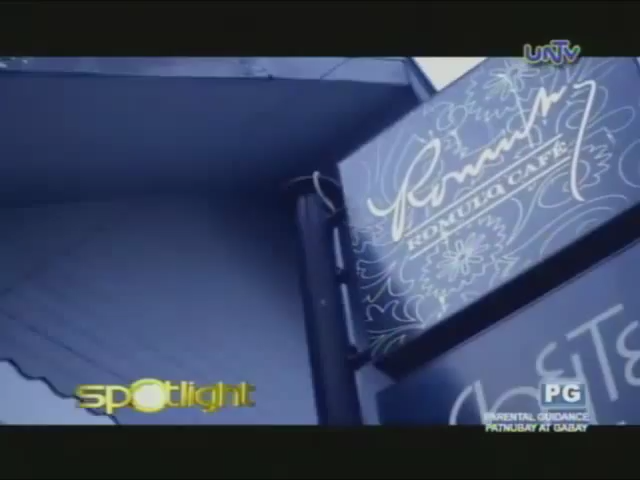 UNTV
Romulo
ROMULO CAFÉ
spotlight
PG
PARENTAL GUIDANCE
PATNUBAY AT GABAY